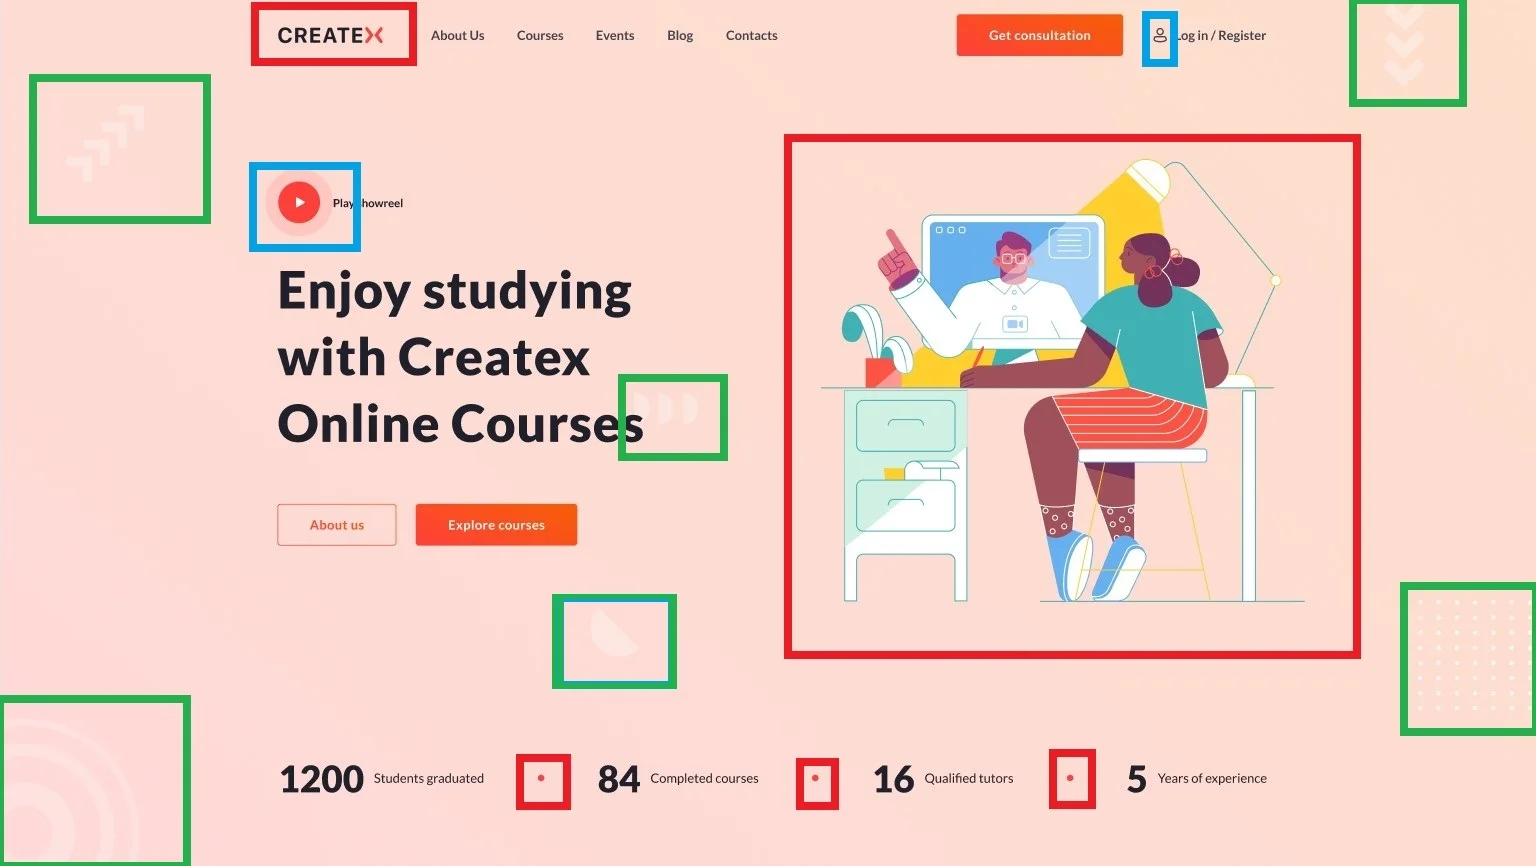 CREATEX
About Us
Courses
Events
Blog
Contacts
Get consultation
Log in / Register
Play showreel
Enjoy studying
with Createx
Online Courses
About us
Explore courses
1200 Students graduated
84 Completed courses
16 Qualified tutors
5 Years of experience